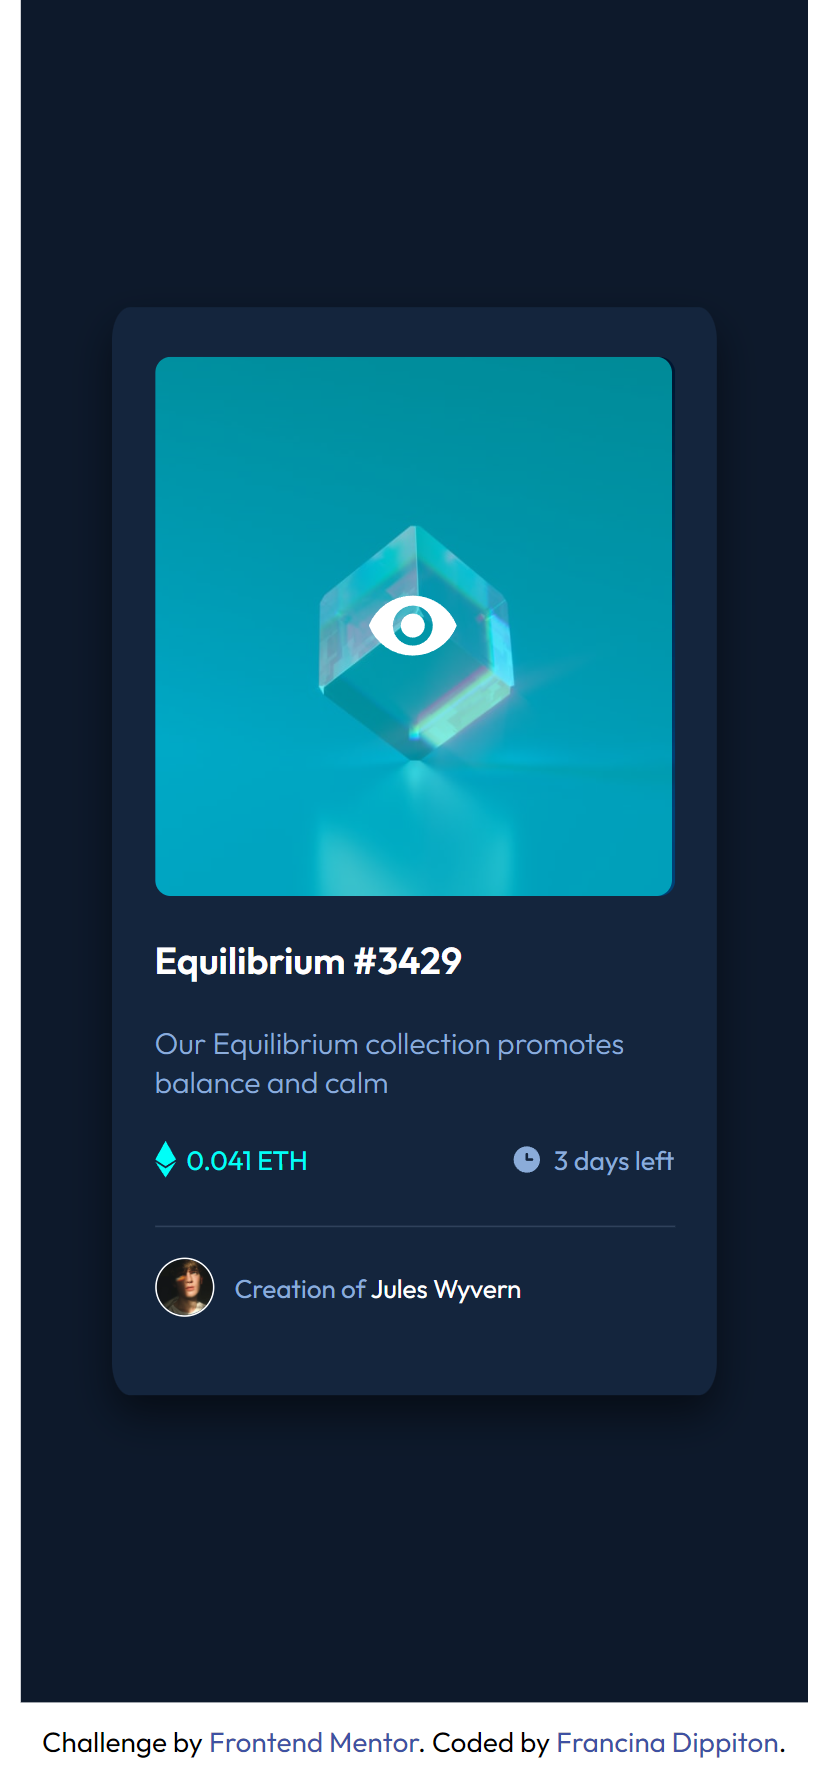 Equilibrium #3429
Our Equilibrium collection promotes
balance and calm
0.041 ETH
3 days left
Creation of Jules Wyvern
Challenge by Frontend Mentor. Coded by Francina Dippiton.